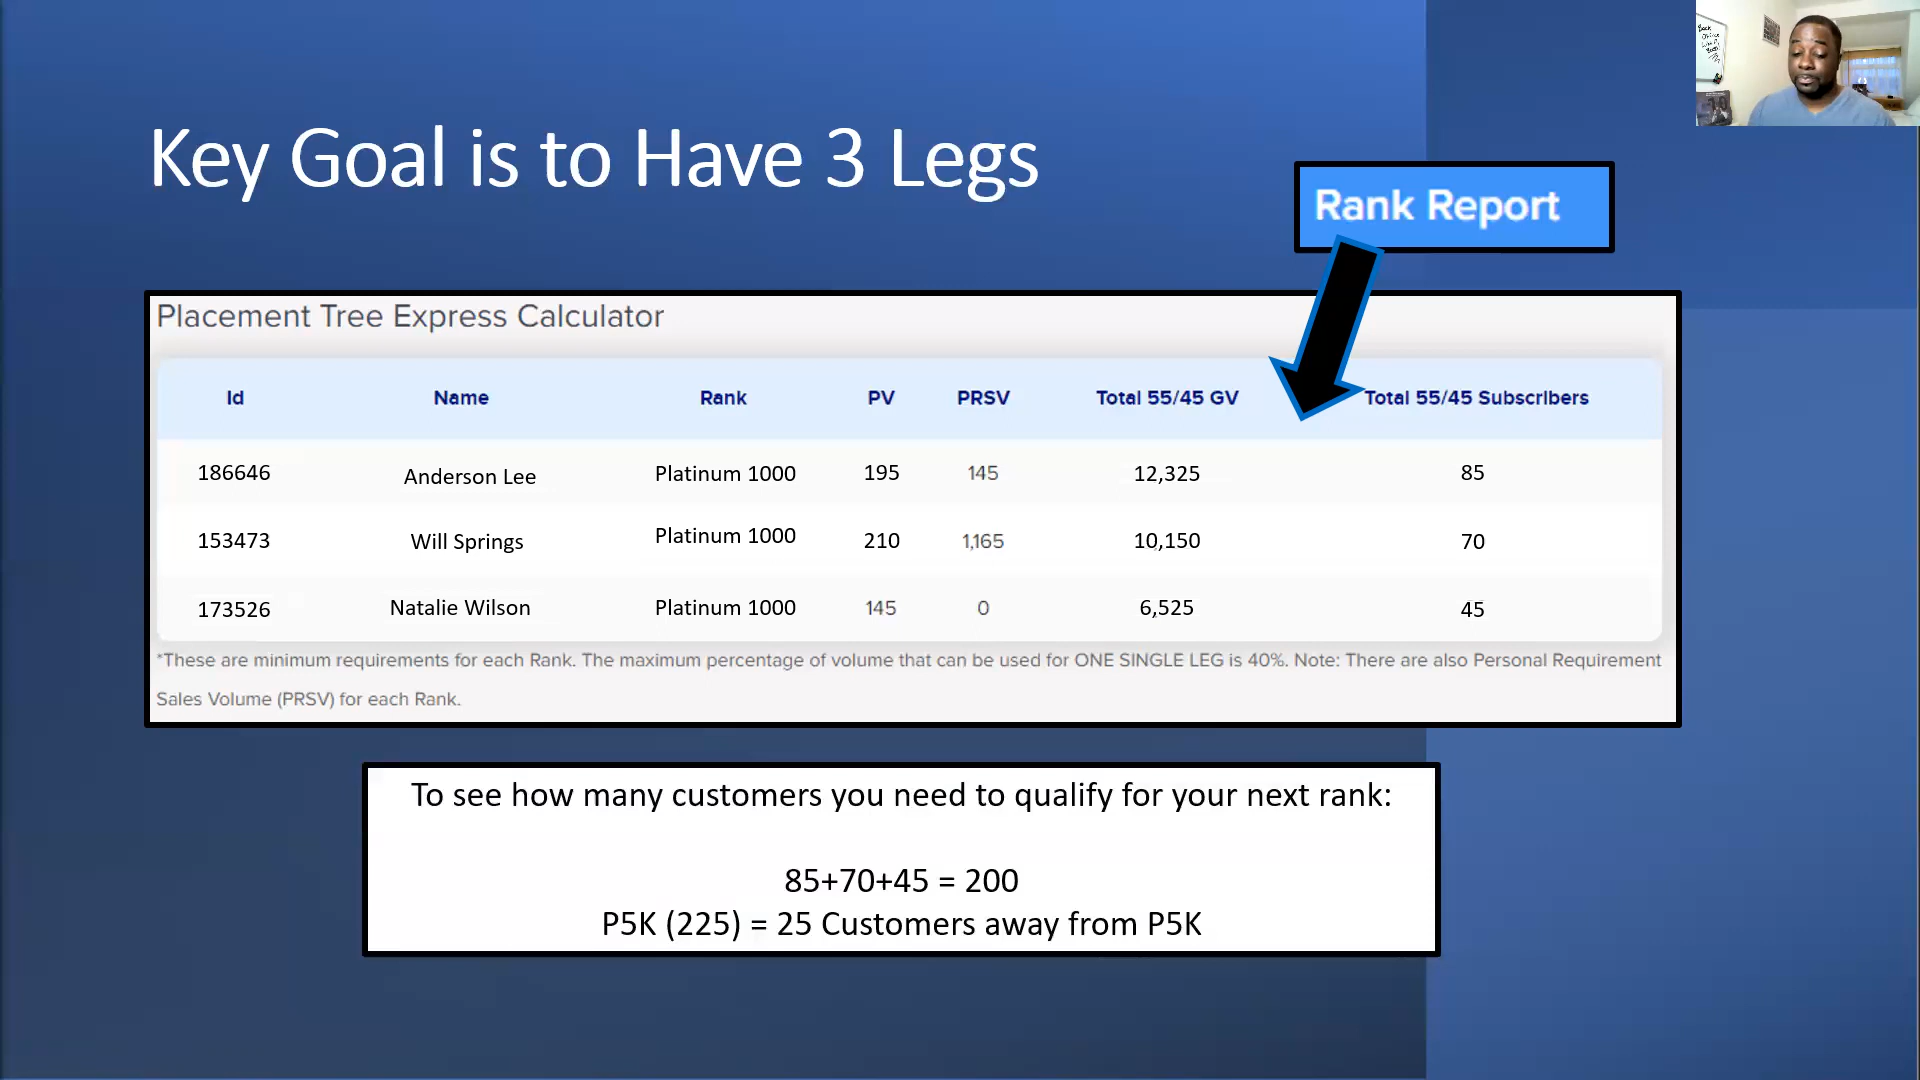 Key Goal is to Have 3 Legs
Rank Report
Placement Tree Express Calculator
Id Name Rank PV PRSV Total 55/45 GV Total 55/45 Subscribers
186646 Anderson Lee Platinum 1000 195 145 12,325 85
153473 Will Springs Platinum 1000 210 1,165 10,150 70
173526 Natalie Wilson Platinum 1000 145 0 6,525 45
*These are minimum requirements for each Rank. The maximum percentage of volume that can be used for ONE SINGLE LEG is 40%. Note: There are also Personal Requirement
Sales Volume (PRSV) for each Rank.
To see how many customers you need to qualify for your next rank:
85+70+45 = 200
P5K (225) = 25 Customers away from P5K